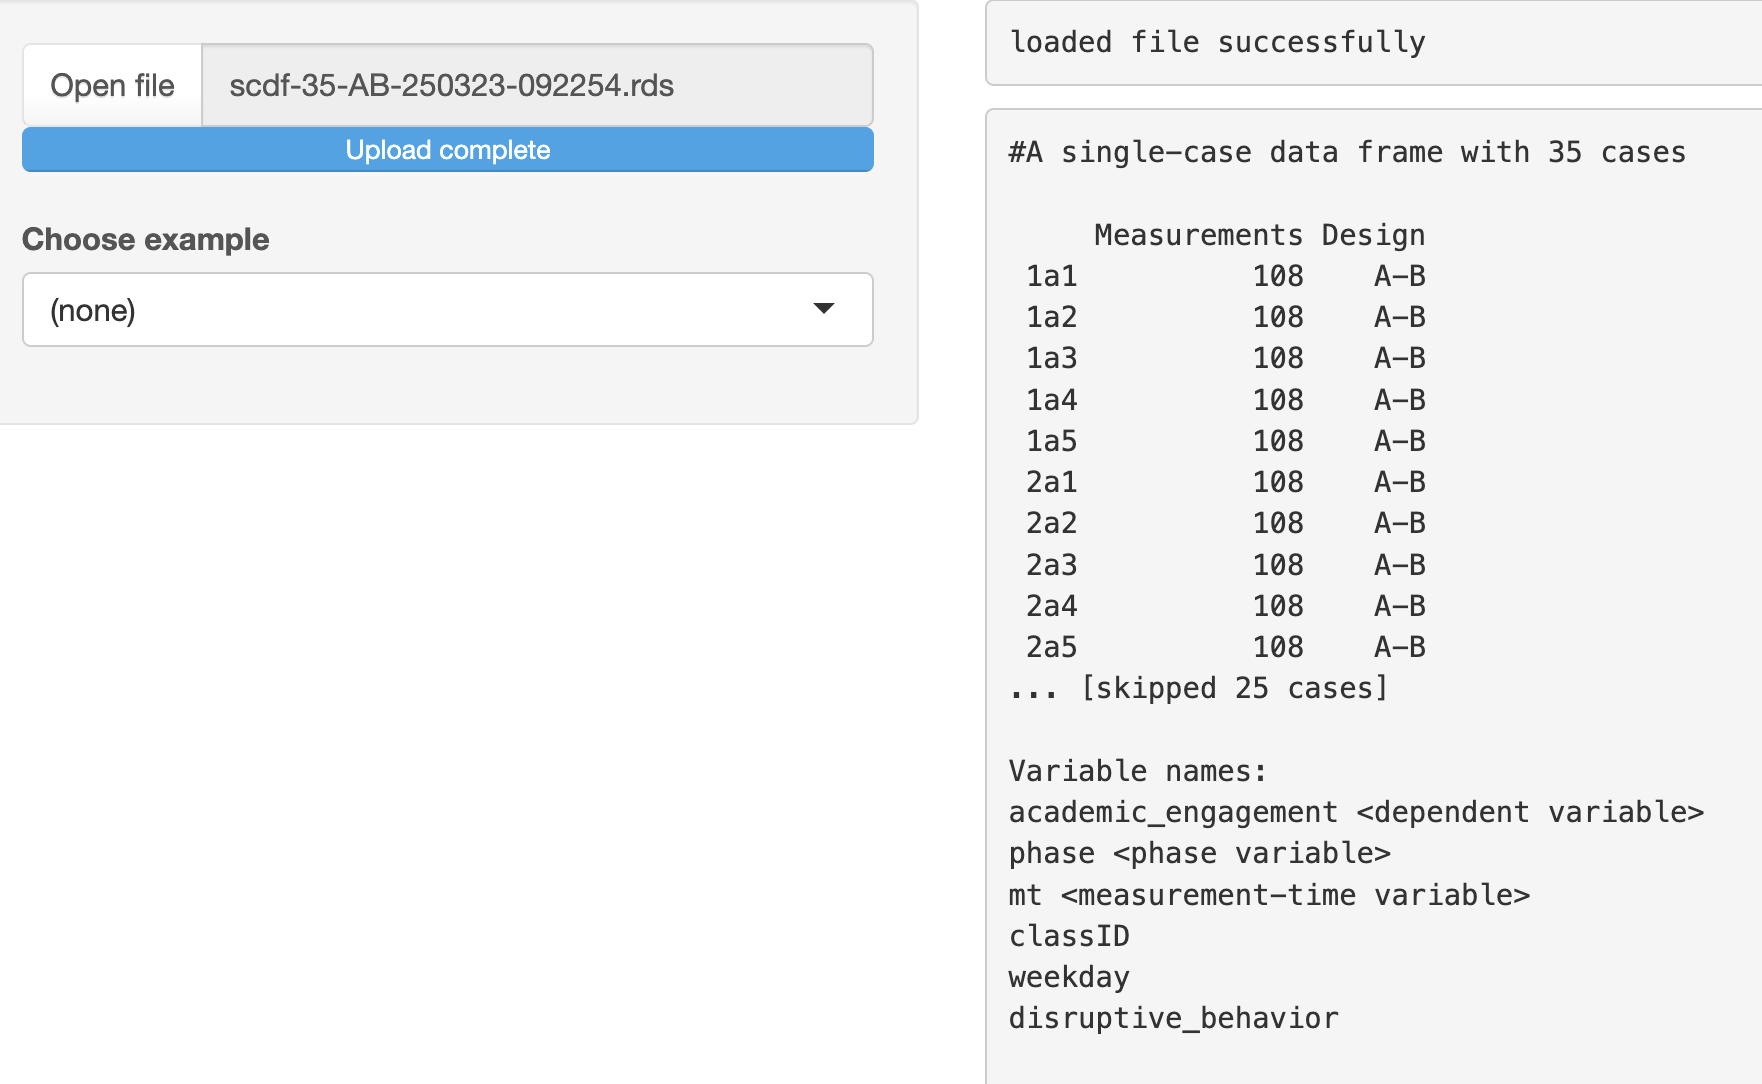 Open file scdf-35-AB-250323-092254.rds
Upload complete
Choose example
(none)
loaded file successfully
#A single-case data frame with 35 cases
Measurements Design
1a1 108 A-B
1a2 108 A-B
1a3 108 A-B
1a4 108 A-B
1a5 108 A-B
2a1 108 A-B
2a2 108 A-B
2a3 108 A-B
2a4 108 A-B
2a5 108 A-B
... [skipped 25 cases]
Variable names:
academic_engagement <dependent variable>
phase <phase variable>
mt <measurement-time variable>
classID
weekday
disruptive_behavior